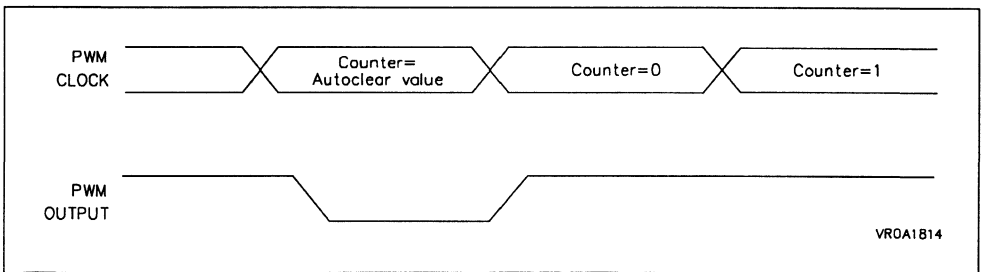 PWM
CLOCK
Counter=
Autoclear value
Counter=0
Counter=1
PWM
OUTPUT
VR0A1814